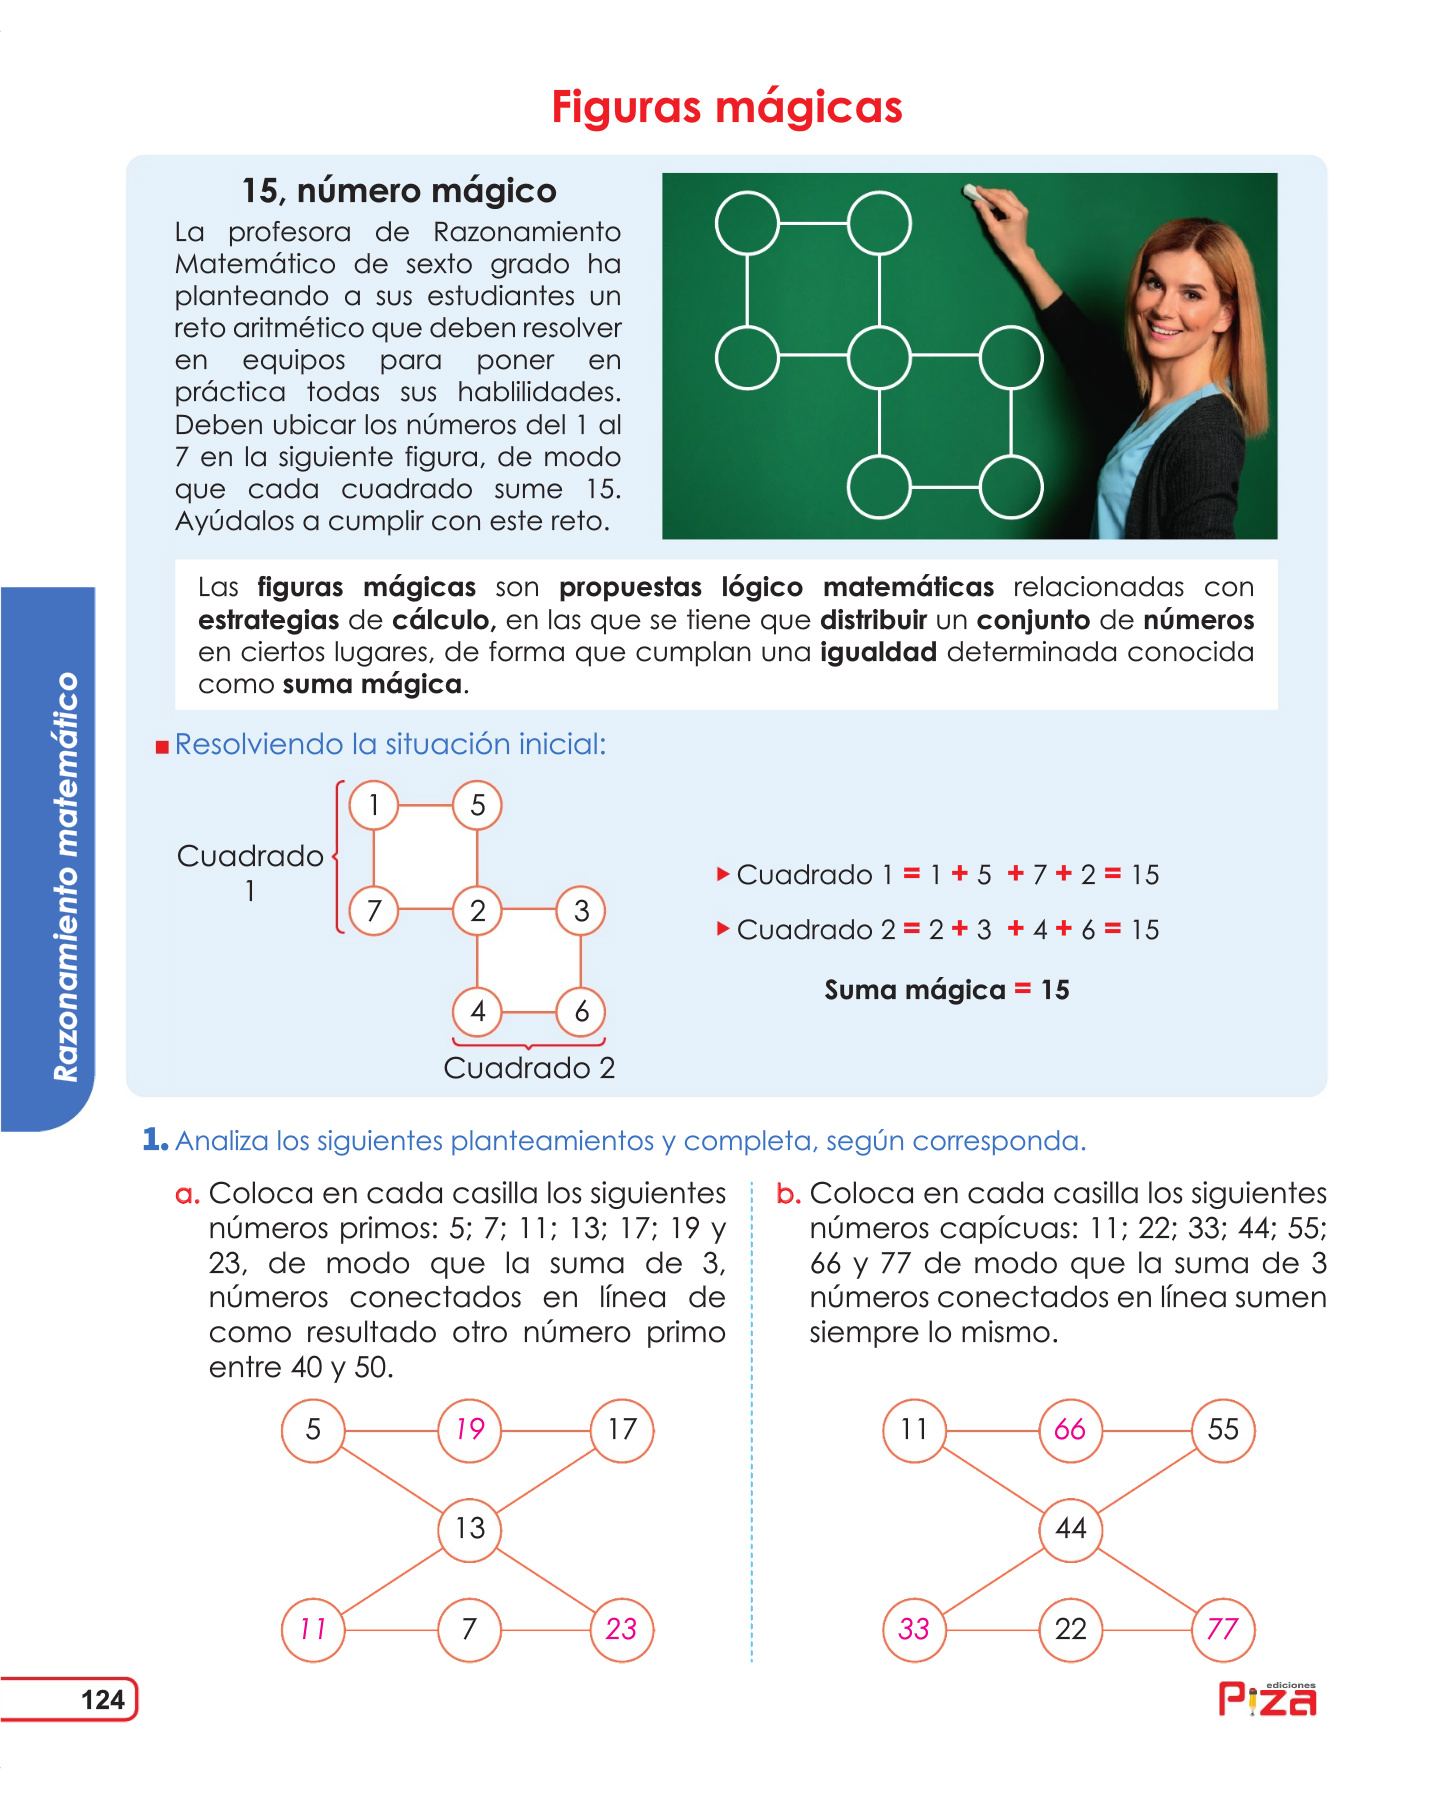 Figuras mágicas
15, número mágico
La profesora de Razonamiento
Matemático de sexto grado ha
planteando a sus estudiantes un
reto aritmético que deben resolver
en equipos para poner en
práctica todas sus hablilidades.
Deben ubicar los números del 1 al
7 en la siguiente figura, de modo
que cada cuadrado sume 15.
Ayúdalos a cumplir con este reto.
Las figuras mágicas son propuestas lógico matemáticas relacionadas con
estrategias de cálculo, en las que se tiene que distribuir un conjunto de números
en ciertos lugares, de forma que cumplan una igualdad determinada conocida
como suma mágica.
Razonamiento matemático
Resolviendo la situación inicial:
1 5
Cuadrado
1
7 2 3
4 6
Cuadrado 2
Cuadrado 1 = 1 + 5 + 7 + 2 = 15
Cuadrado 2 = 2 + 3 + 4 + 6 = 15
Suma mágica = 15
1. Analiza los siguientes planteamientos y completa, según corresponda.
a. Coloca en cada casilla los siguientes
números primos: 5; 7; 11; 13; 17; 19 y
23, de modo que la suma de 3,
números conectados en línea de
como resultado otro número primo
entre 40 y 50.
5 19 17
13
11 7 23
b. Coloca en cada casilla los siguientes
números capícuas: 11; 22; 33; 44; 55;
66 y 77 de modo que la suma de 3
números conectados en línea sumen
siempre lo mismo.
11 66 55
44
33 22 77
124
ediciones
Piza